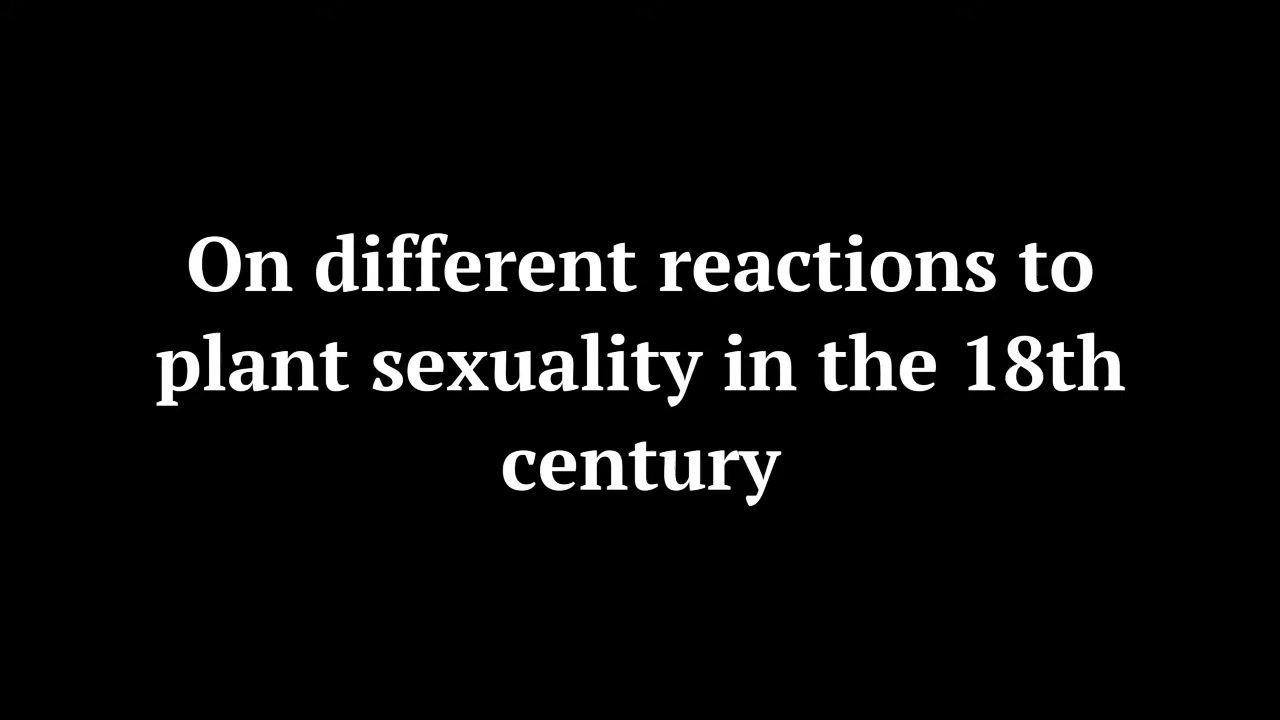 On different reactions to
plant sexuality in the 18th
century